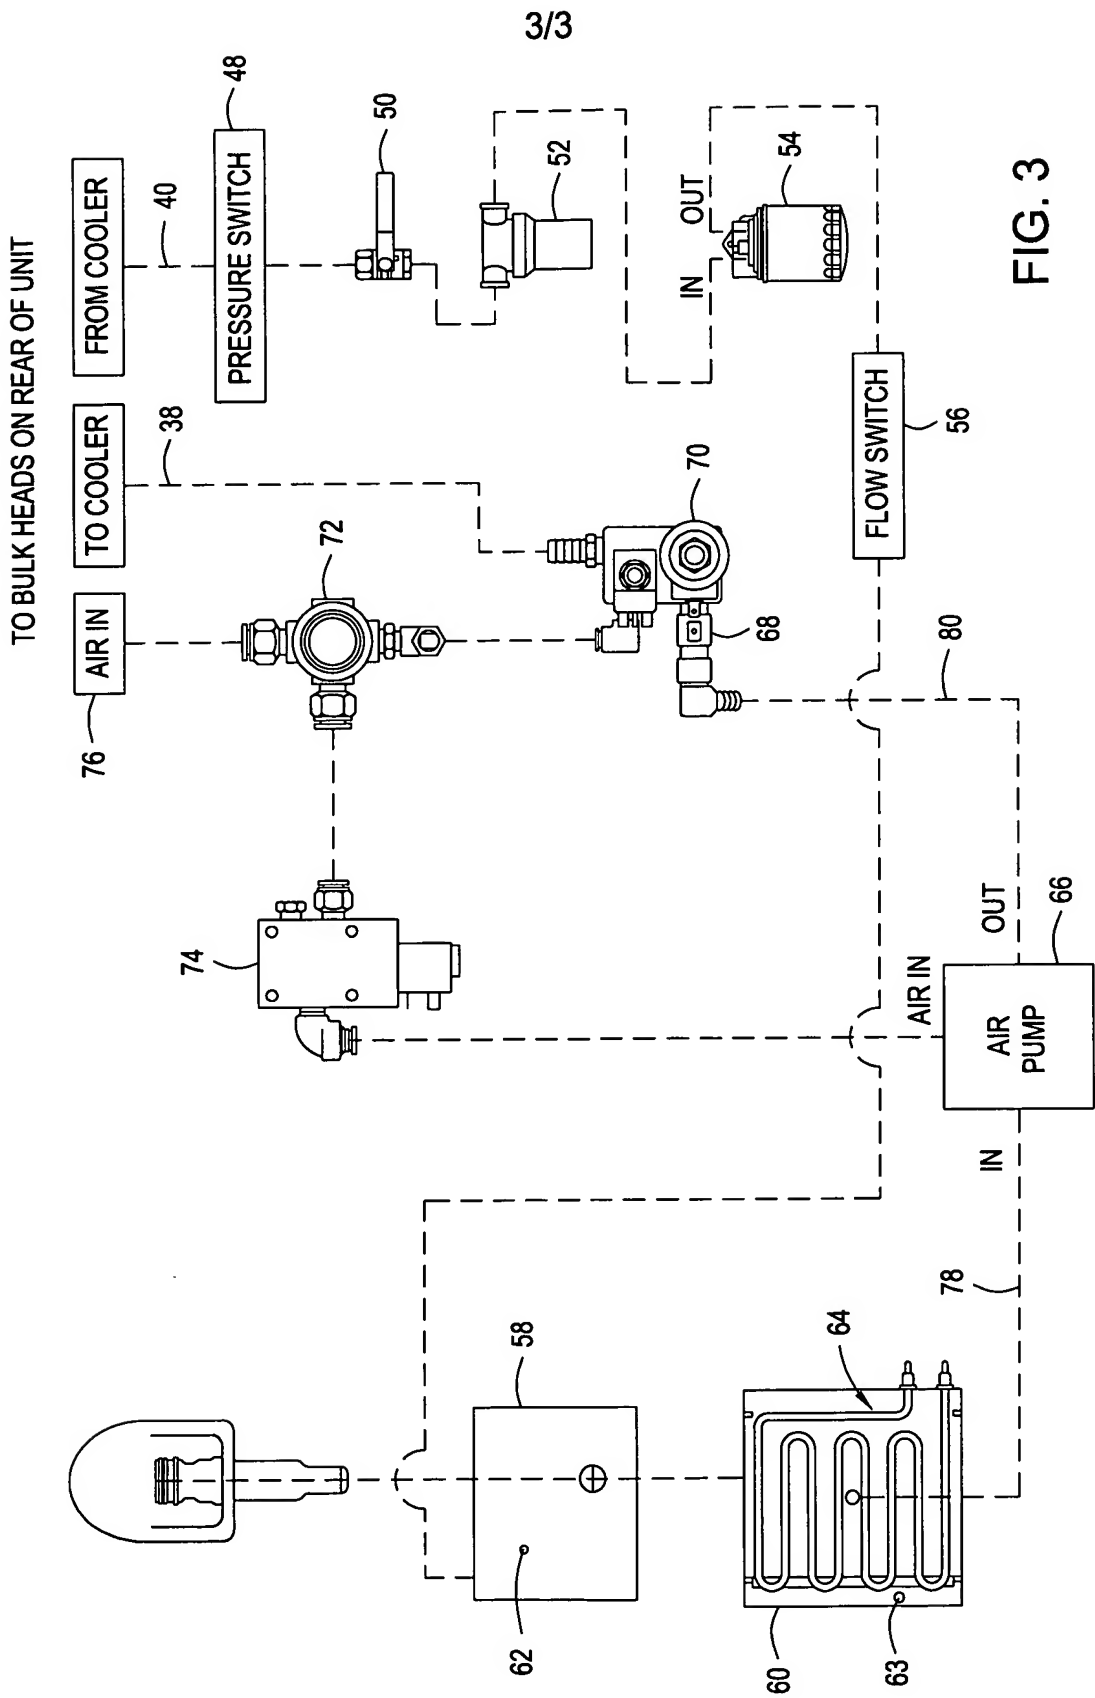 3/3
TO BULK HEADS ON REAR OF UNIT
76
AIR IN
TO COOLER
38
FROM COOLER
40
PRESSURE SWITCH
48
50
52
IN
OUT
54
FLOW SWITCH
56
72
70
68
80
74
AIR IN
OUT
AIR
PUMP
66
IN
78
58
62
64
60
63
FIG. 3